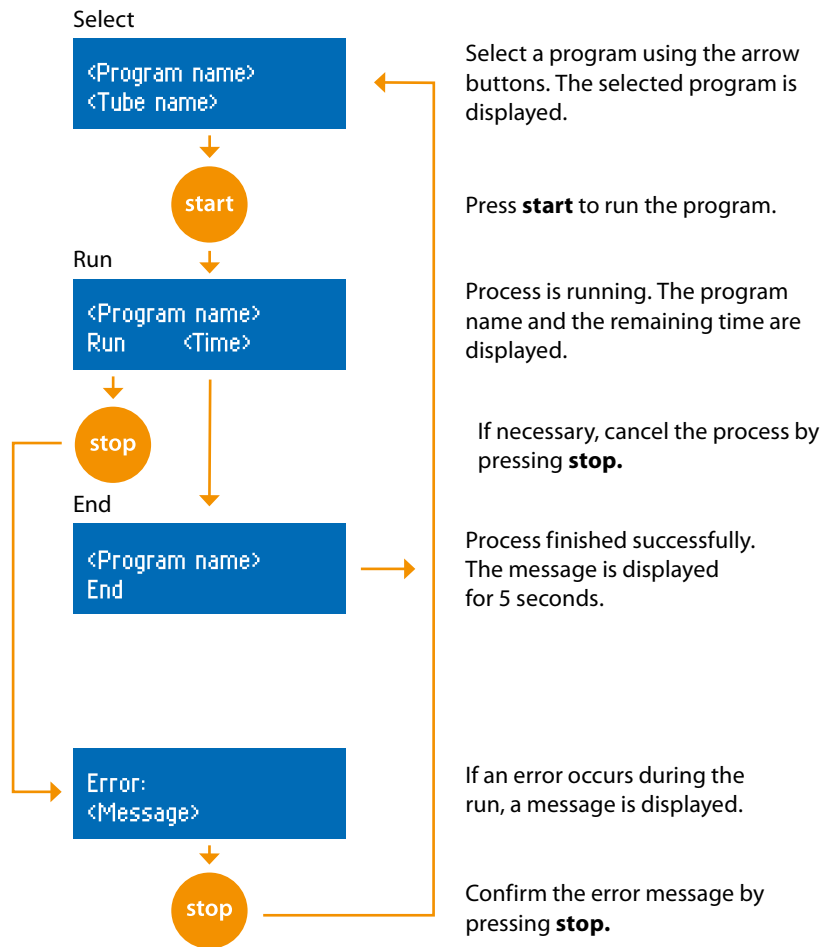 Select
<Program name>
<Tube name>
Select a program using the arrow
buttons. The selected program is
displayed.
start
Press start to run the program.
Run
<Program name>
Run <Time>
Process is running. The program
name and the remaining time are
displayed.
stop
If necessary, cancel the process by
pressing stop.
End
<Program name>
End
Process finished successfully.
The message is displayed
for 5 seconds.
Error:
<Message>
If an error occurs during the
run, a message is displayed.
stop
Confirm the error message by
pressing stop.